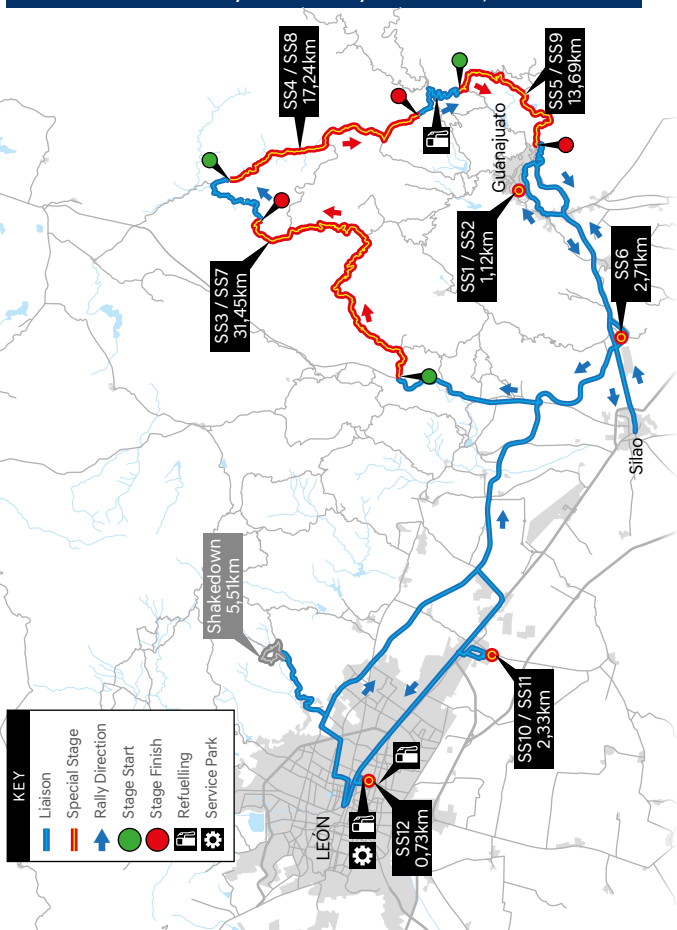 KEY
Liaison
Special Stage
Rally Direction
Stage Start
Stage Finish
Refuelling
Service Park
LEÓN
SS12
0,73km
Shakedown
5,51km
SS10 / SS11
2,33km
SS3 / SS7
31,45km
SS4 / SS8
17,24km
SS1 / SS2
1,12km
Guanajuato
SS5 / SS9
13,69km
SS6
2,71km
Silao